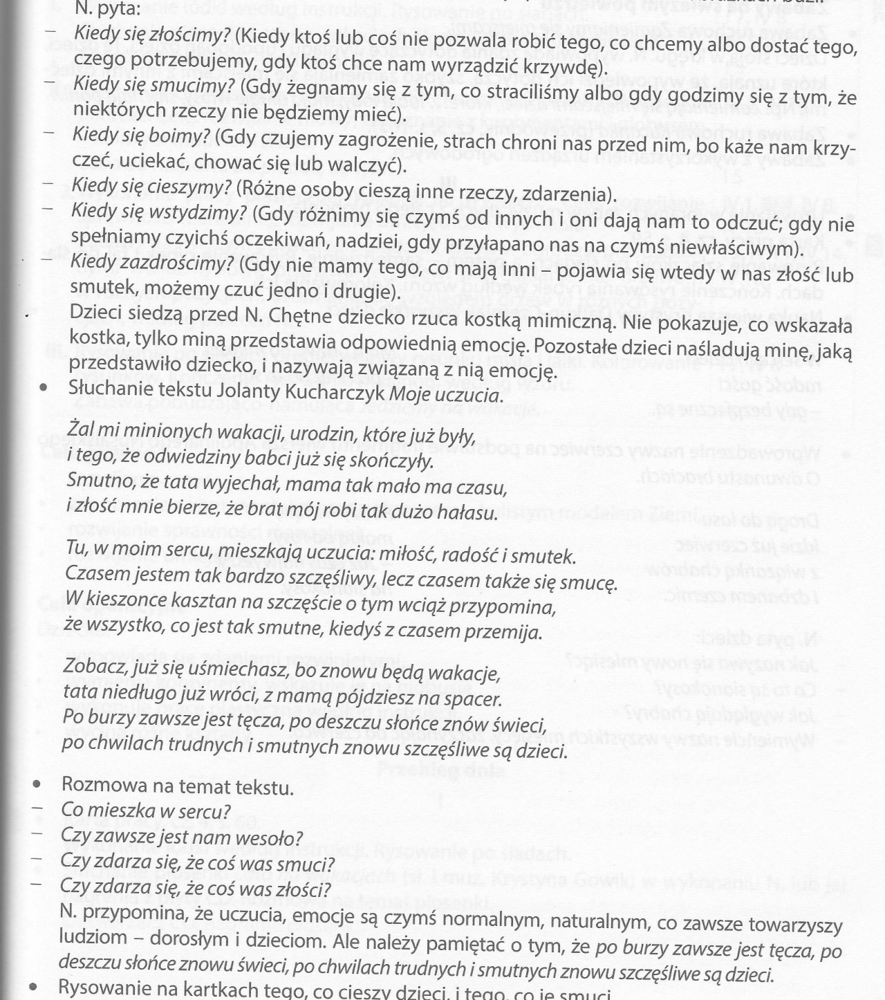 N. pyta:
– Kiedy się złościmy? (Kiedy ktoś lub coś nie pozwala robić tego, co chcemy albo dostać tego,
czego potrzebujemy, gdy ktoś chce nam wyrządzić krzywdę).
– Kiedy się smucimy? (Gdy żegnamy się z tym, co straciliśmy albo gdy godzimy się z tym, że
niektórych rzeczy nie będziemy mieć).
– Kiedy się boimy? (Gdy czujemy zagrożenie, strach chroni nas przed nim, bo każe nam krzy-
czeć, uciekać, chować się lub walczyć).
– Kiedy się cieszymy? (Różne osoby cieszą inne rzeczy, zdarzenia).
– Kiedy się wstydzimy? (Gdy różnimy się czymś od innych i oni dają nam to odczuć; gdy nie
spełniamy czyichś oczekiwań, nadziei, gdy przyłapano nas na czymś niewłaściwym).
– Kiedy zazdrościmy? (Gdy nie mamy tego, co mają inni – pojawia się wtedy w nas złość lub
smutek, możemy czuć jedno i drugie).
Dzieci siedzą przed N. Chętne dziecko rzuca kostką mimiczną. Nie pokazuje, co wskazała
kostka, tylko miną przedstawia odpowiednią emocję. Pozostałe dzieci naśladują minę, jaką
przedstawiło dziecko, i nazywają związaną z nią emocję.
• Słuchanie tekstu Jolanty Kucharczyk Moje uczucia.
Żal mi minionych wakacji, urodzin, które już były,
i tego, że odwiedziny babci już się skończyły.
Smutno, że tata wyjechał, mama tak mało ma czasu,
i złość mnie bierze, że brat mój robi tak dużo hałasu.
Tu, w moim sercu, mieszkają uczucia: miłość, radość i smutek.
Czasem jestem tak bardzo szczęśliwy, lecz czasem także się smucę.
W kieszonce kasztan na szczęście o tym wciąż przypomina,
że wszystko, co jest tak smutne, kiedyś z czasem przemija.
Zobacz, już się uśmiechasz, bo znowu będą wakacje,
tata niedługo już wróci, z mamą pójdziesz na spacer.
Po burzy zawsze jest tęcza, po deszczu słońce znów świeci,
po chwilach trudnych i smutnych znowu szczęśliwe są dzieci.
• Rozmowa na temat tekstu.
– Co mieszka w sercu?
– Czy zawsze jest nam wesoło?
– Czy zdarza się, że coś was smuci?
– Czy zdarza się, że coś was złości?
N. przypomina, że uczucia, emocje są czymś normalnym, naturalnym, co zawsze towarzyszy
ludziom – dorosłym i dzieciom. Ale należy pamiętać o tym, że po burzy zawsze jest tęcza, po
deszczu słońce znowu świeci, po chwilach trudnych i smutnych znowu szczęśliwe są dzieci.
• Rysowanie na kartkach tego, co cieszy dzieci, i tego, co je smuci.